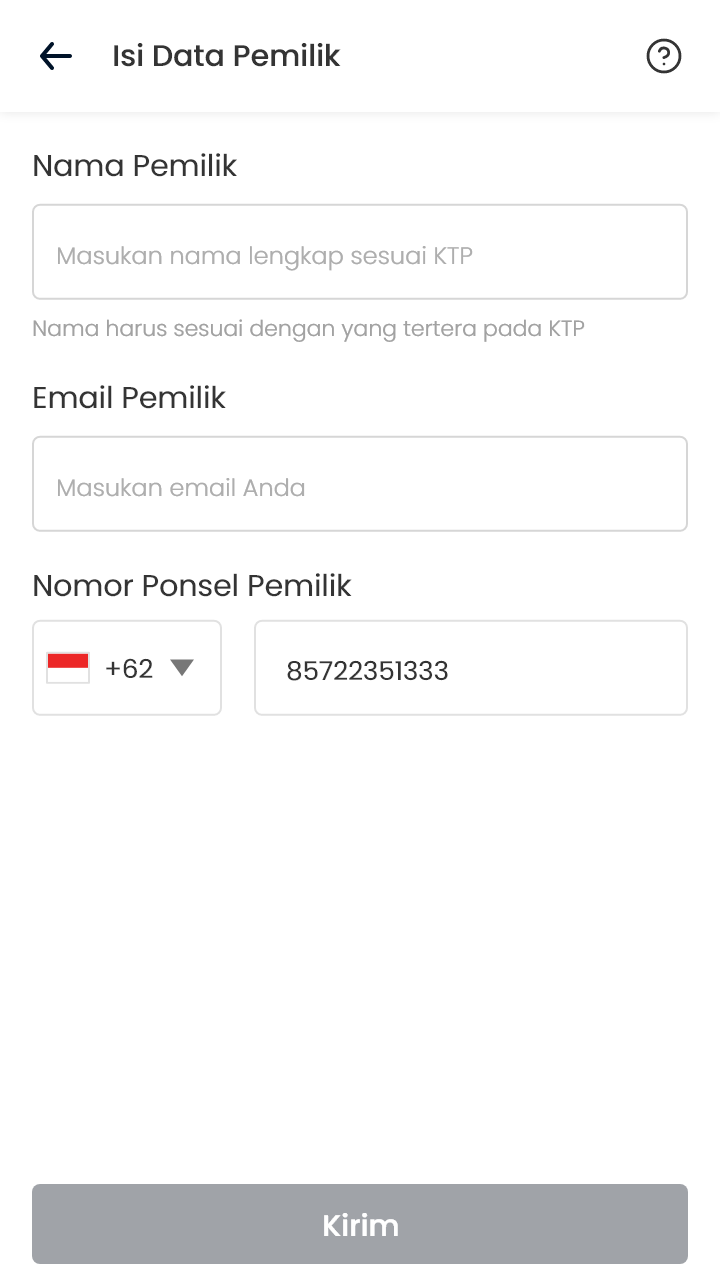 Isi Data Pemilik
Nama Pemilik
Masukan nama lengkap sesuai KTP
Nama harus sesuai dengan yang tertera pada KTP
Email Pemilik
Masukan email Anda
Nomor Ponsel Pemilik
+62 85722351333
Kirim